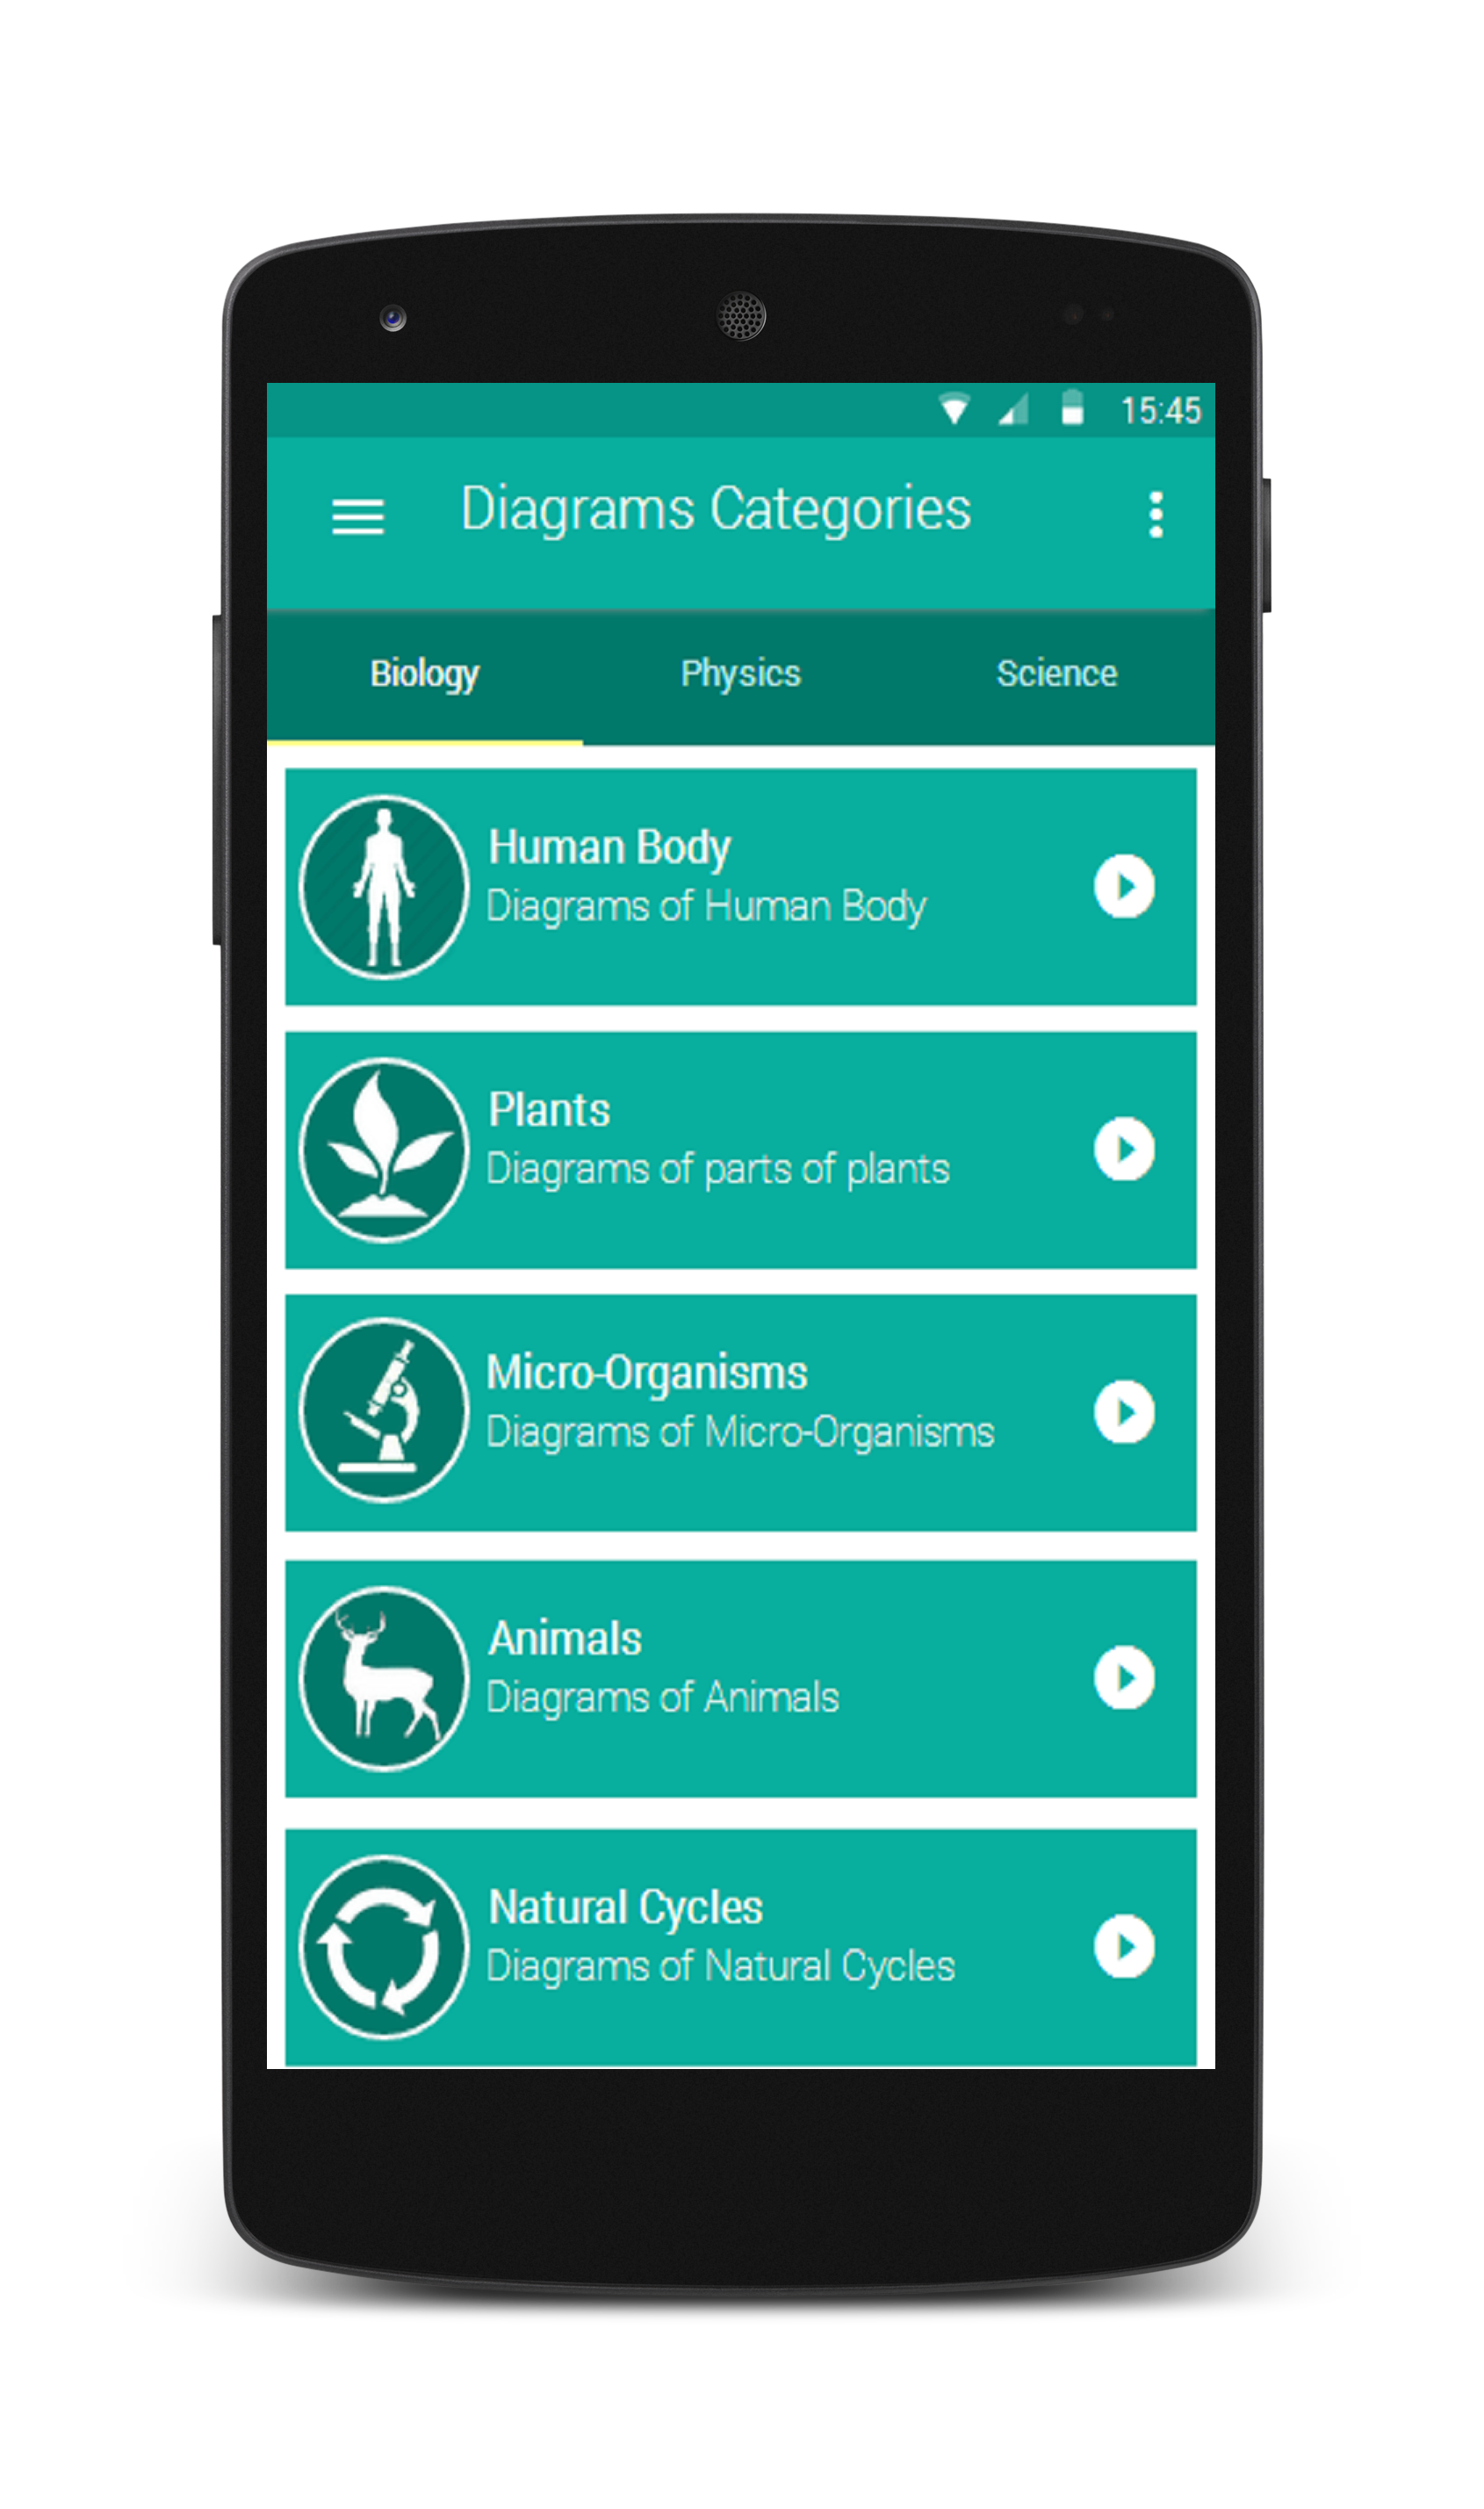 15:45
Diagrams Categories
Biology Physics Science
Human Body
Diagrams of Human Body
Plants
Diagrams of parts of plants
Micro-Organisms
Diagrams of Micro-Organisms
Animals
Diagrams of Animals
Natural Cycles
Diagrams of Natural Cycles